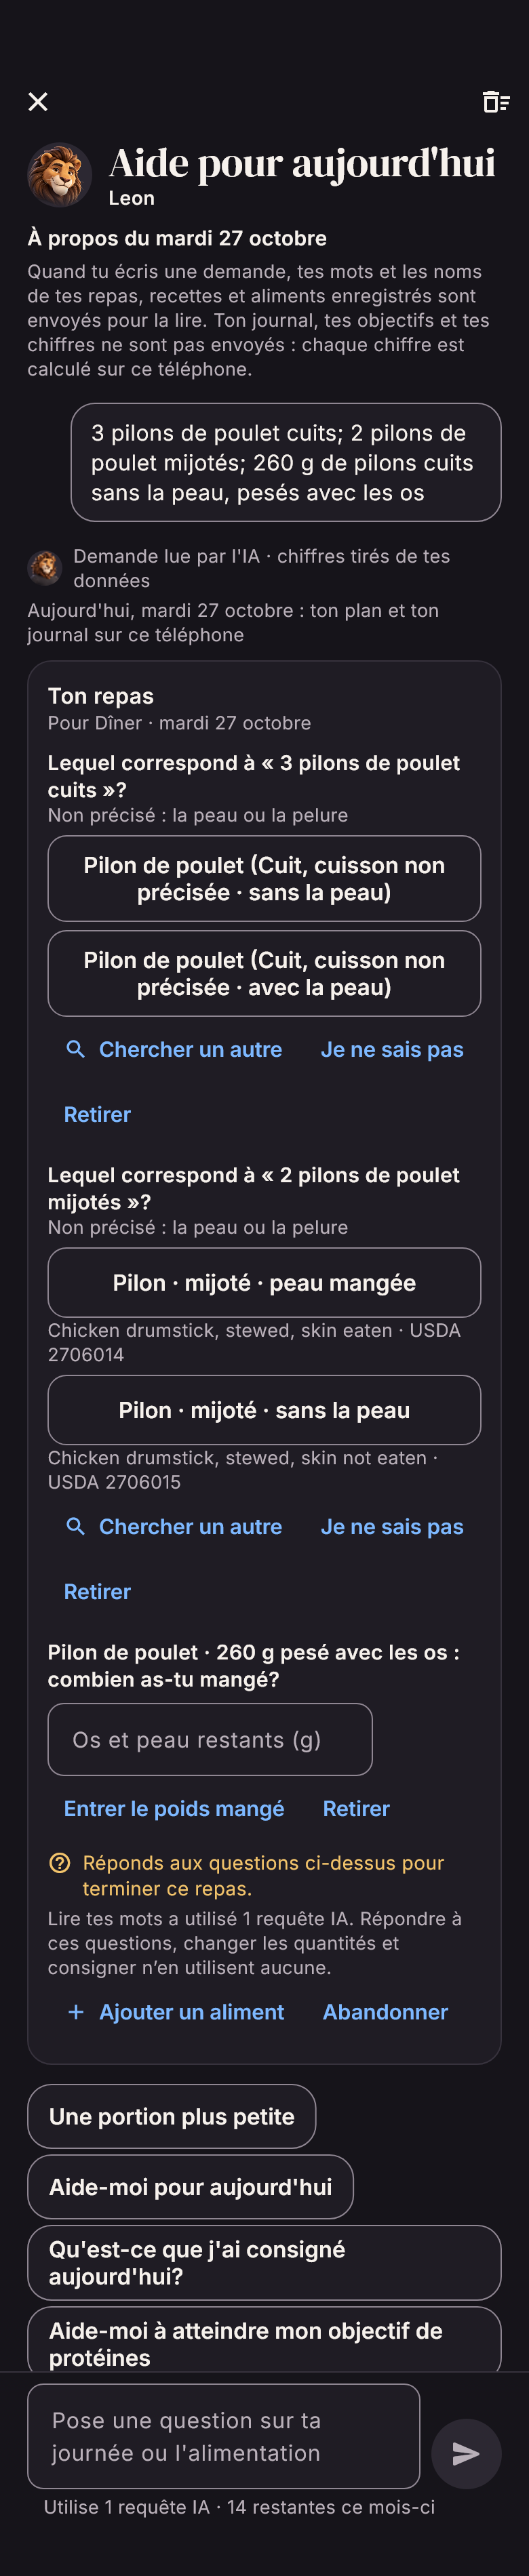 Aide pour aujourd'hui
Leon
À propos du mardi 27 octobre
Quand tu écris une demande, tes mots et les noms
de tes repas, recettes et aliments enregistrés sont
envoyés pour la lire. Ton journal, tes objectifs et tes
chiffres ne sont pas envoyés : chaque chiffre est
calculé sur ce téléphone.
3 pilons de poulet cuits; 2 pilons de
poulet mijotés; 260 g de pilons cuits
sans la peau, pesés avec les os
Demande lue par l'IA · chiffres tirés de tes
données
Aujourd'hui, mardi 27 octobre : ton plan et ton
journal sur ce téléphone
Ton repas
Pour Dîner · mardi 27 octobre
Lequel correspond à « 3 pilons de poulet
cuits »?
Non précisé : la peau ou la pelure
Pilon de poulet (Cuit, cuisson non
précisée · sans la peau)
Pilon de poulet (Cuit, cuisson non
précisée · avec la peau)
Chercher un autre
Je ne sais pas
Retirer
Lequel correspond à « 2 pilons de poulet
mijotés »?
Non précisé : la peau ou la pelure
Pilon · mijoté · peau mangée
Chicken drumstick, stewed, skin eaten · USDA
2706014
Pilon · mijoté · sans la peau
Chicken drumstick, stewed, skin not eaten ·
USDA 2706015
Chercher un autre
Je ne sais pas
Retirer
Pilon de poulet · 260 g pesé avec les os :
combien as-tu mangé?
Os et peau restants (g)
Entrer le poids mangé
Retirer
Réponds aux questions ci-dessus pour
terminer ce repas.
Lire tes mots a utilisé 1 requête IA. Répondre à
ces questions, changer les quantités et
consigner n’en utilisent aucune.
Ajouter un aliment
Abandonner
Une portion plus petite
Aide-moi pour aujourd'hui
Qu'est-ce que j'ai consigné
aujourd'hui?
Aide-moi à atteindre mon objectif de
protéines
Pose une question sur ta
journée ou l'alimentation
Utilise 1 requête IA · 14 restantes ce mois-ci